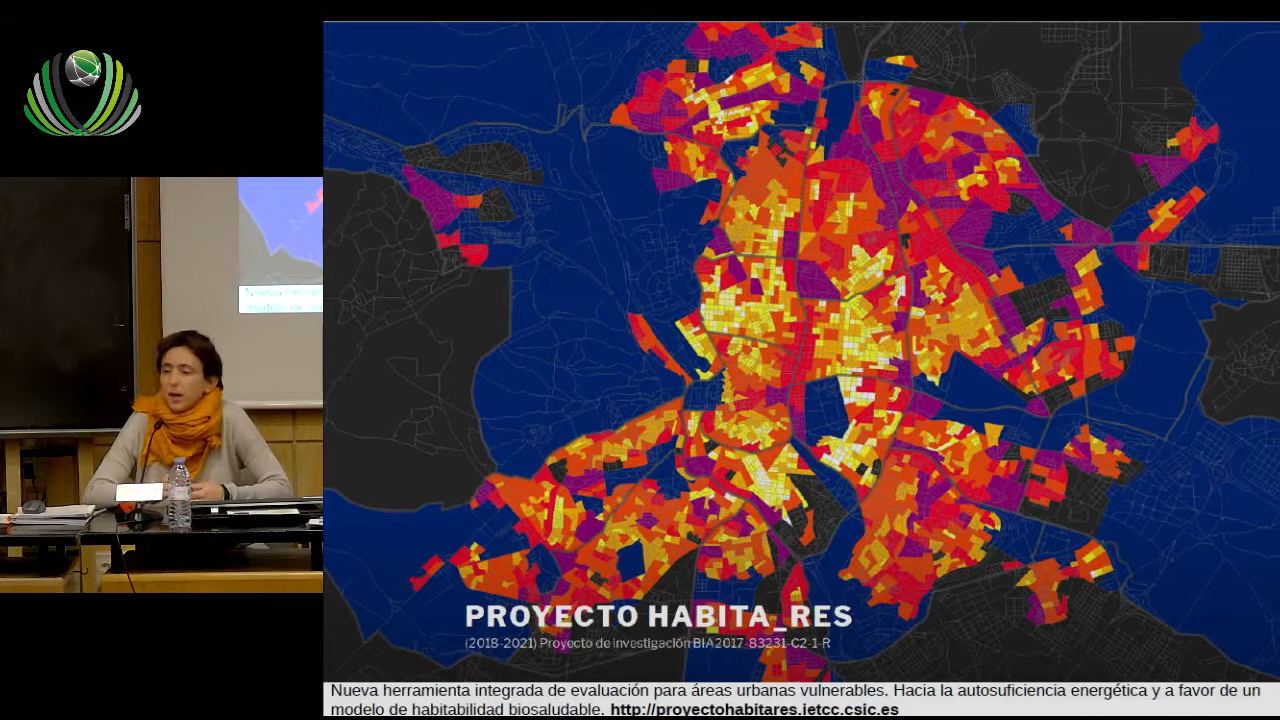 PROYECTO HABITA_RES
(2018-2021) Proyecto de investigación BIA2017-83231-C2-1-R
Nueva herramienta integrada de evaluación para áreas urbanas vulnerables. Hacia la autosuficiencia energética y a favor de un
modelo de habitabilidad biosaludable. http://proyectohabitares.ietcc.csic.es